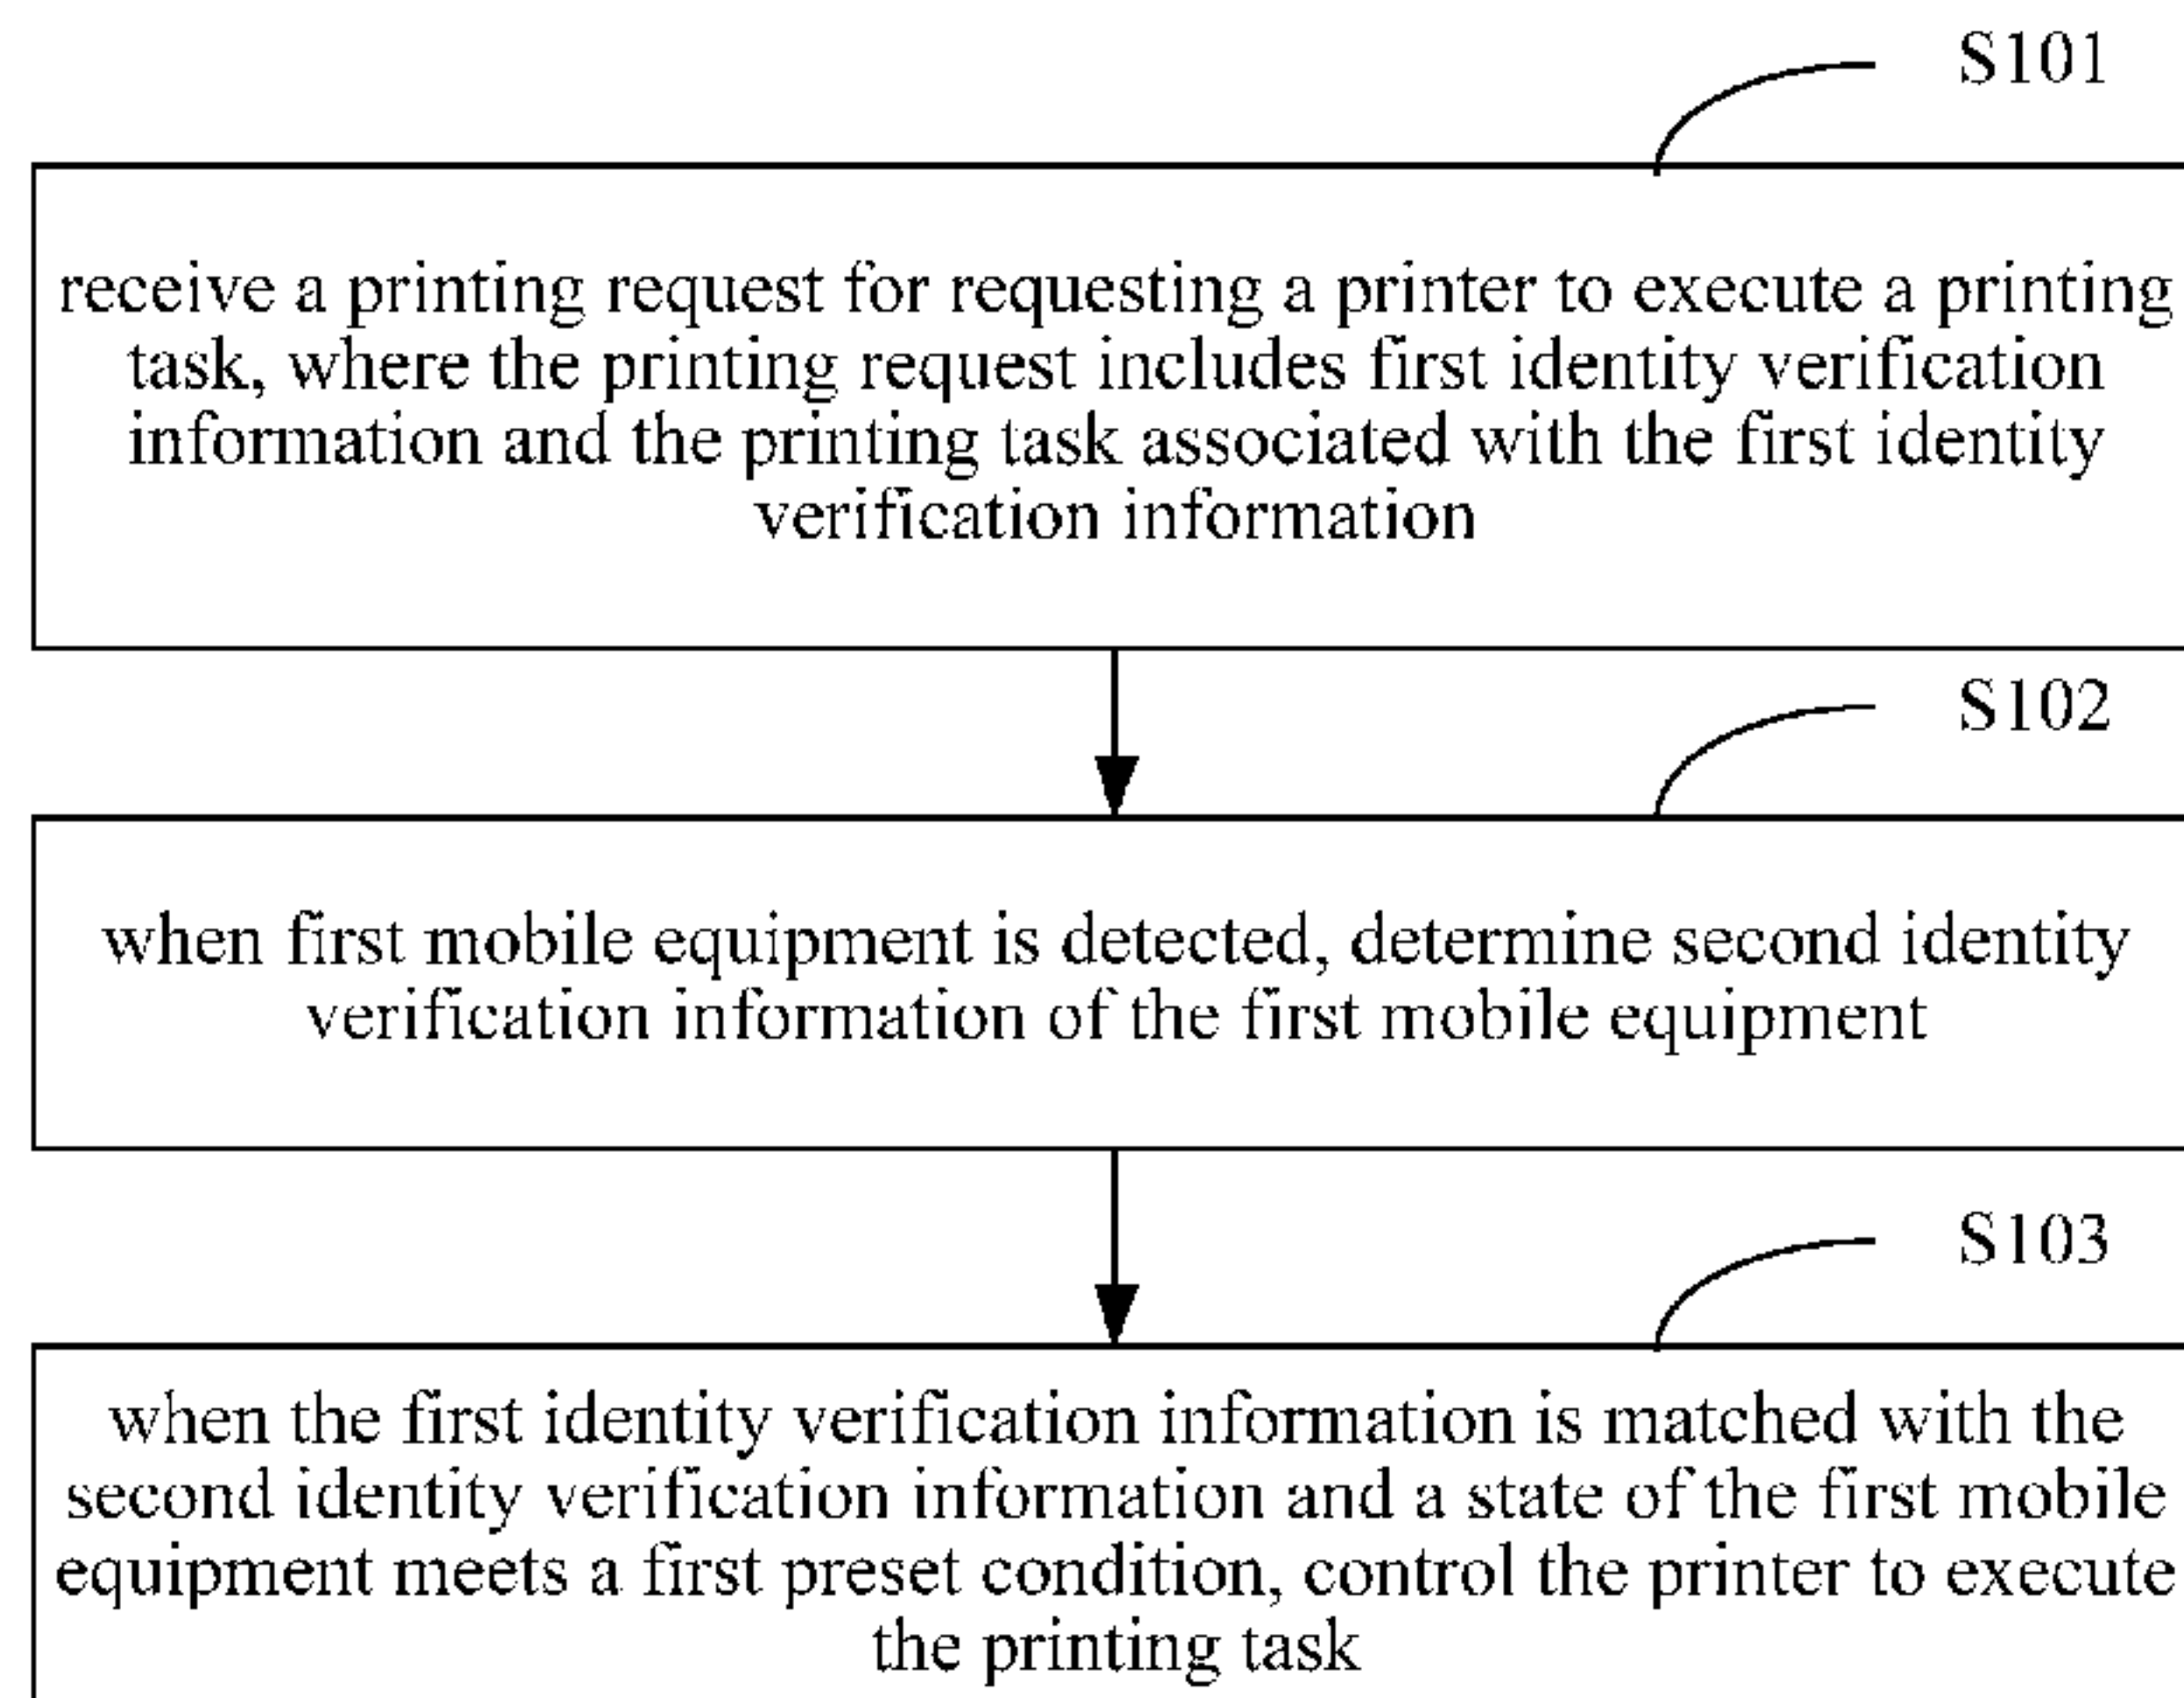 S101
receive a printing request for requesting a printer to execute a printing
task, where the printing request includes first identity verification
information and the printing task associated with the first identity
verification information
S102
when first mobile equipment is detected, determine second identity
verification information of the first mobile equipment
S103
when the first identity verification information is matched with the
second identity verification information and a state of the first mobile
equipment meets a first preset condition, control the printer to execute
the printing task